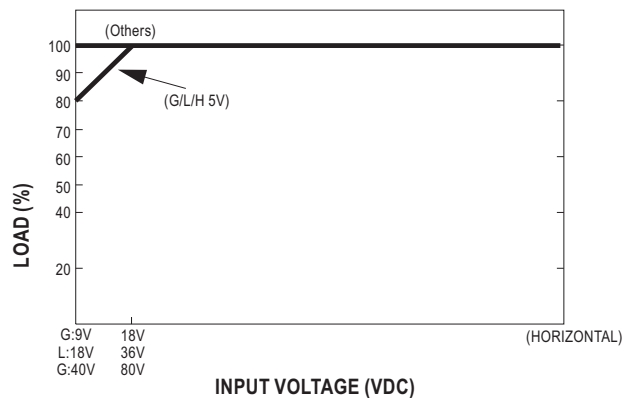 (Others)
100
90
(G/L/H 5V)
80
70
60
50
40
20
LOAD (%)
G:9V 18V (HORIZONTAL)
L:18V 36V
G:40V 80V
INPUT VOLTAGE (VDC)